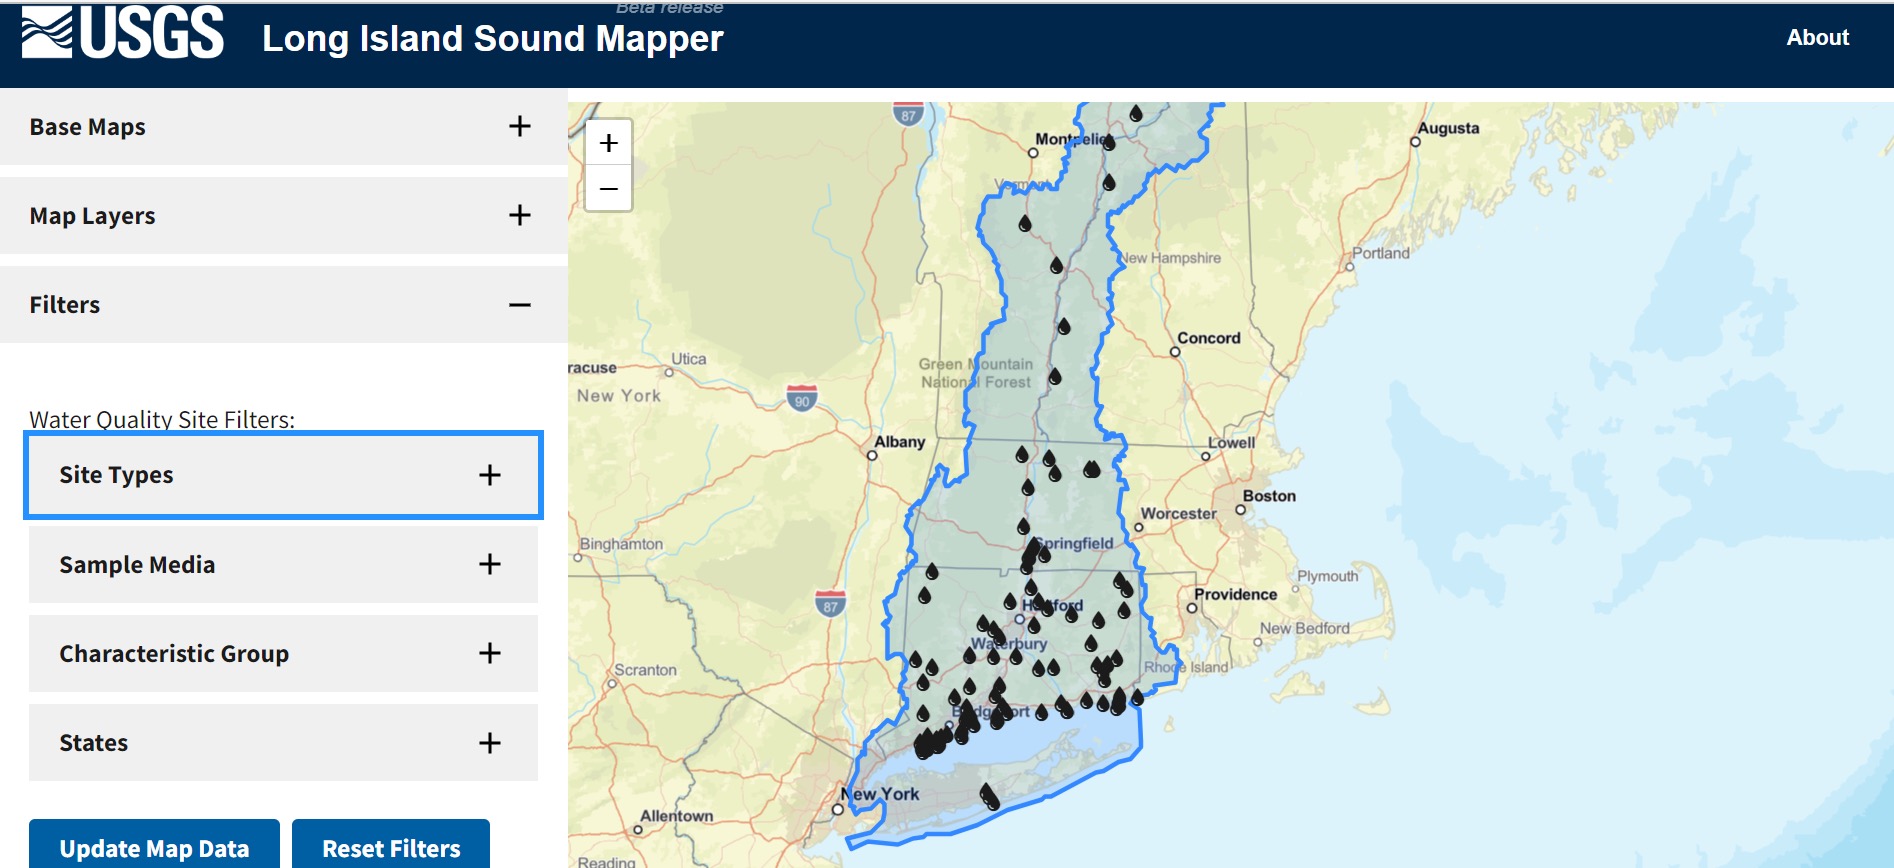 Beta release
USGS
Long Island Sound Mapper
About
Base Maps
+
Map Layers
+
Filters
−
Water Quality Site Filters:
Site Types
+
Sample Media
+
Characteristic Group
+
States
+
Update Map Data
Reset Filters
+
−
87
Montpelier
Augusta
Vermont
Portland
New Hampshire
Concord
Utica
racuse
New York
90
Green Mountain
National Forest
Albany
Lowell
Boston
Worcester
Binghamton
Springfield
Plymouth
87
Providence
Hartford
New Bedford
Waterbury
Scranton
Rhode Island
Bridgeport
New York
Allentown
Reading